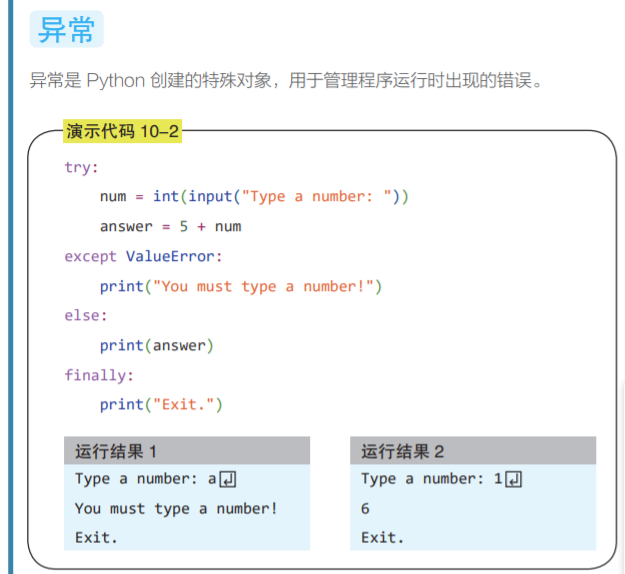 异常
异常是 Python 创建的特殊对象，用于管理程序运行时出现的错误。
演示代码 10–2
try:
    num = int(input("Type a number: "))
    answer = 5 + num
except ValueError:
    print("You must type a number!")
else:
    print(answer)
finally:
    print("Exit.")
运行结果 1
Type a number: a↵
You must type a number!
Exit.
运行结果 2
Type a number: 1↵
6
Exit.